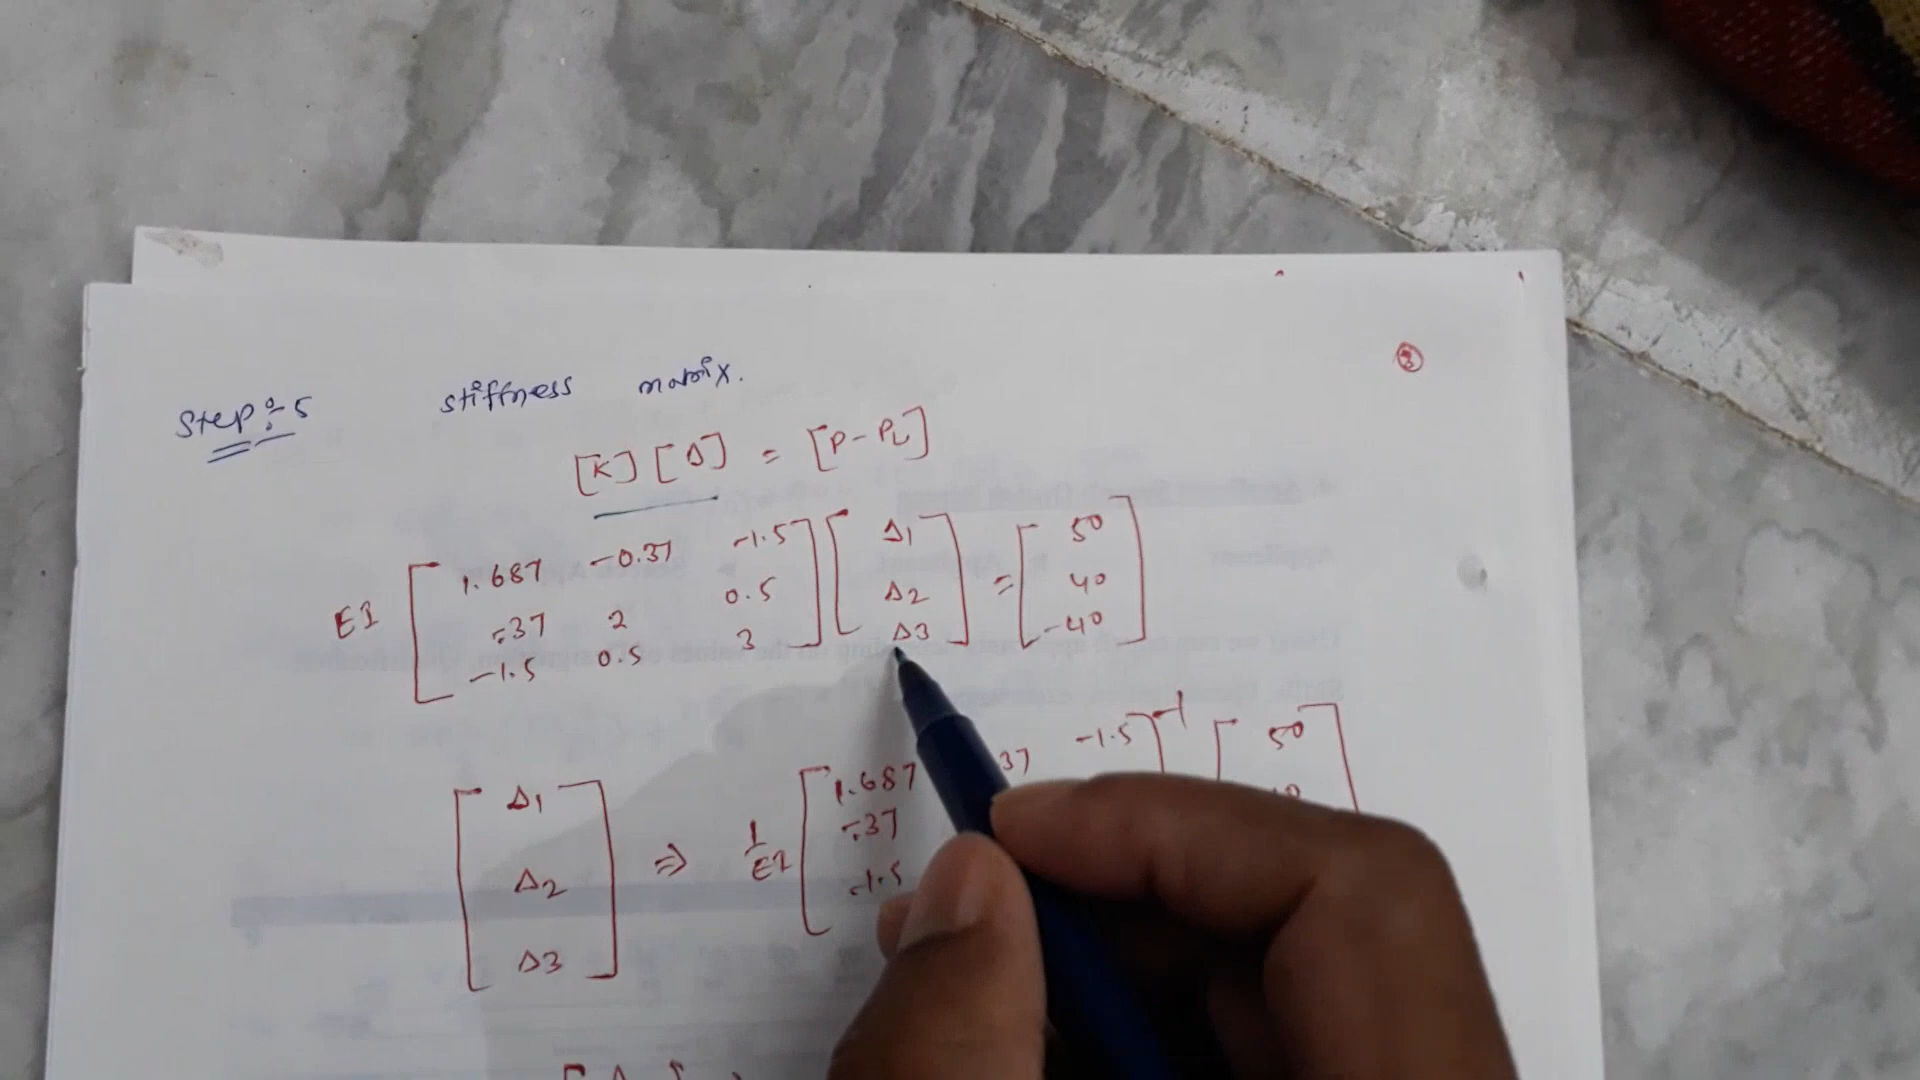 3
Step:- 5 stiffness matrix.
[K] [Δ] = [P - PL]
EI [ 1.687 -0.37 -1.5 ] [ Δ1 ] = [ 50 ]
-.37 2 0.5 Δ2 40
-1.5 0.5 3 Δ3 -40
[ Δ1 ] ⇒ 1/EI [ 1.687 37 -1.5 ]-1 [ 50 ]
Δ2 -.37
Δ3 -1.5